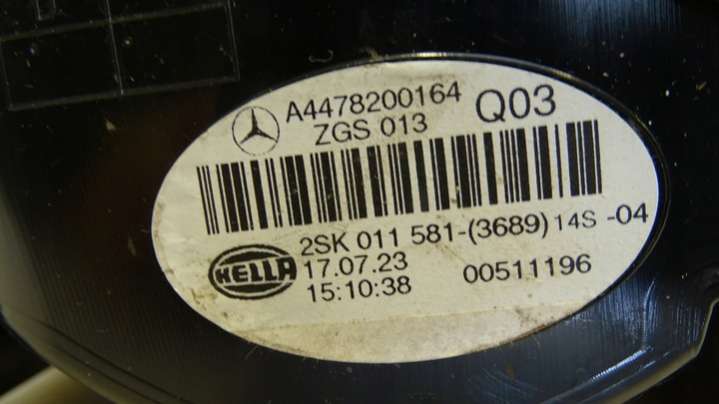 A4478200164 Q03
ZGS 013
2SK 011 581-(3689) 14S -04
HELLA 17.07.23 00511196
15:10:38